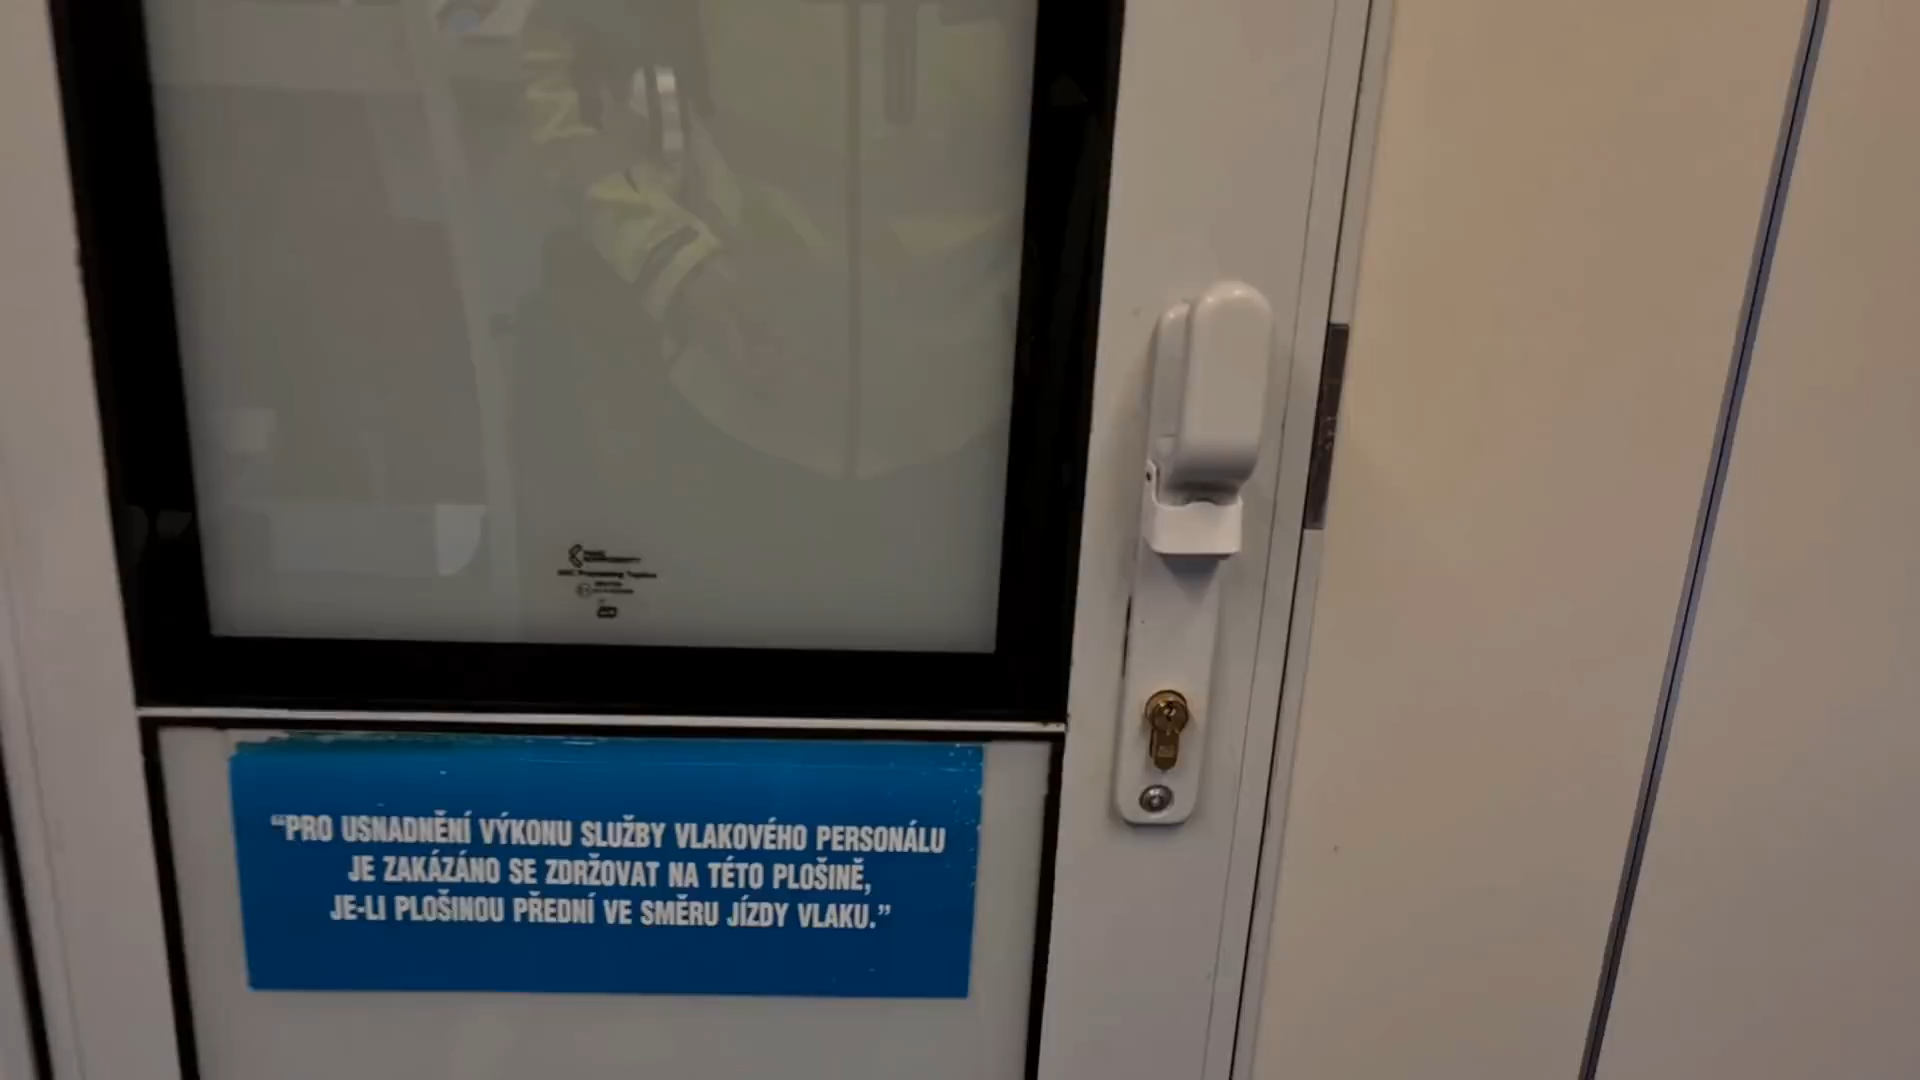 “PRO USNADNĚNÍ VÝKONU SLUŽBY VLAKOVÉHO PERSONÁLU
JE ZAKÁZÁNO SE ZDRŽOVAT NA TÉTO PLOŠINĚ,
JE-LI PLOŠINOU PŘEDNÍ VE SMĚRU JÍZDY VLAKU.”